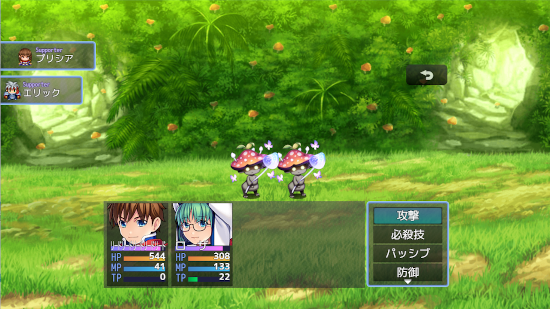 Supporter
プリシア
Supporter
エリック
HP 544
MP 41
TP 0
HP 308
MP 133
TP 22
攻撃
必殺技
パッシブ
防御